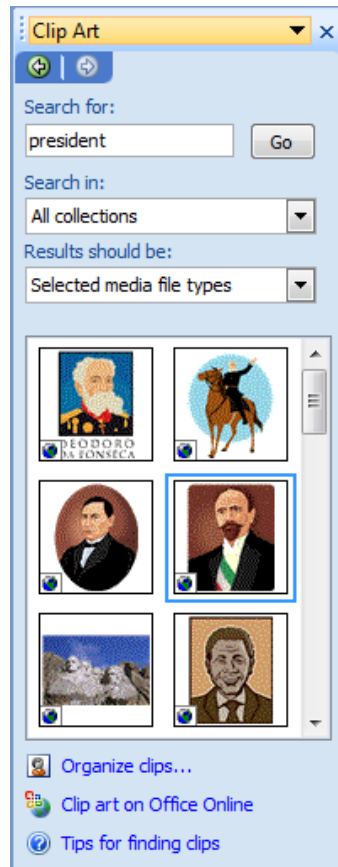 Clip Art
Search for:
president
Go
Search in:
All collections
Results should be:
Selected media file types
DEODORO
DA FONSECA
Organize clips...
Clip art on Office Online
Tips for finding clips